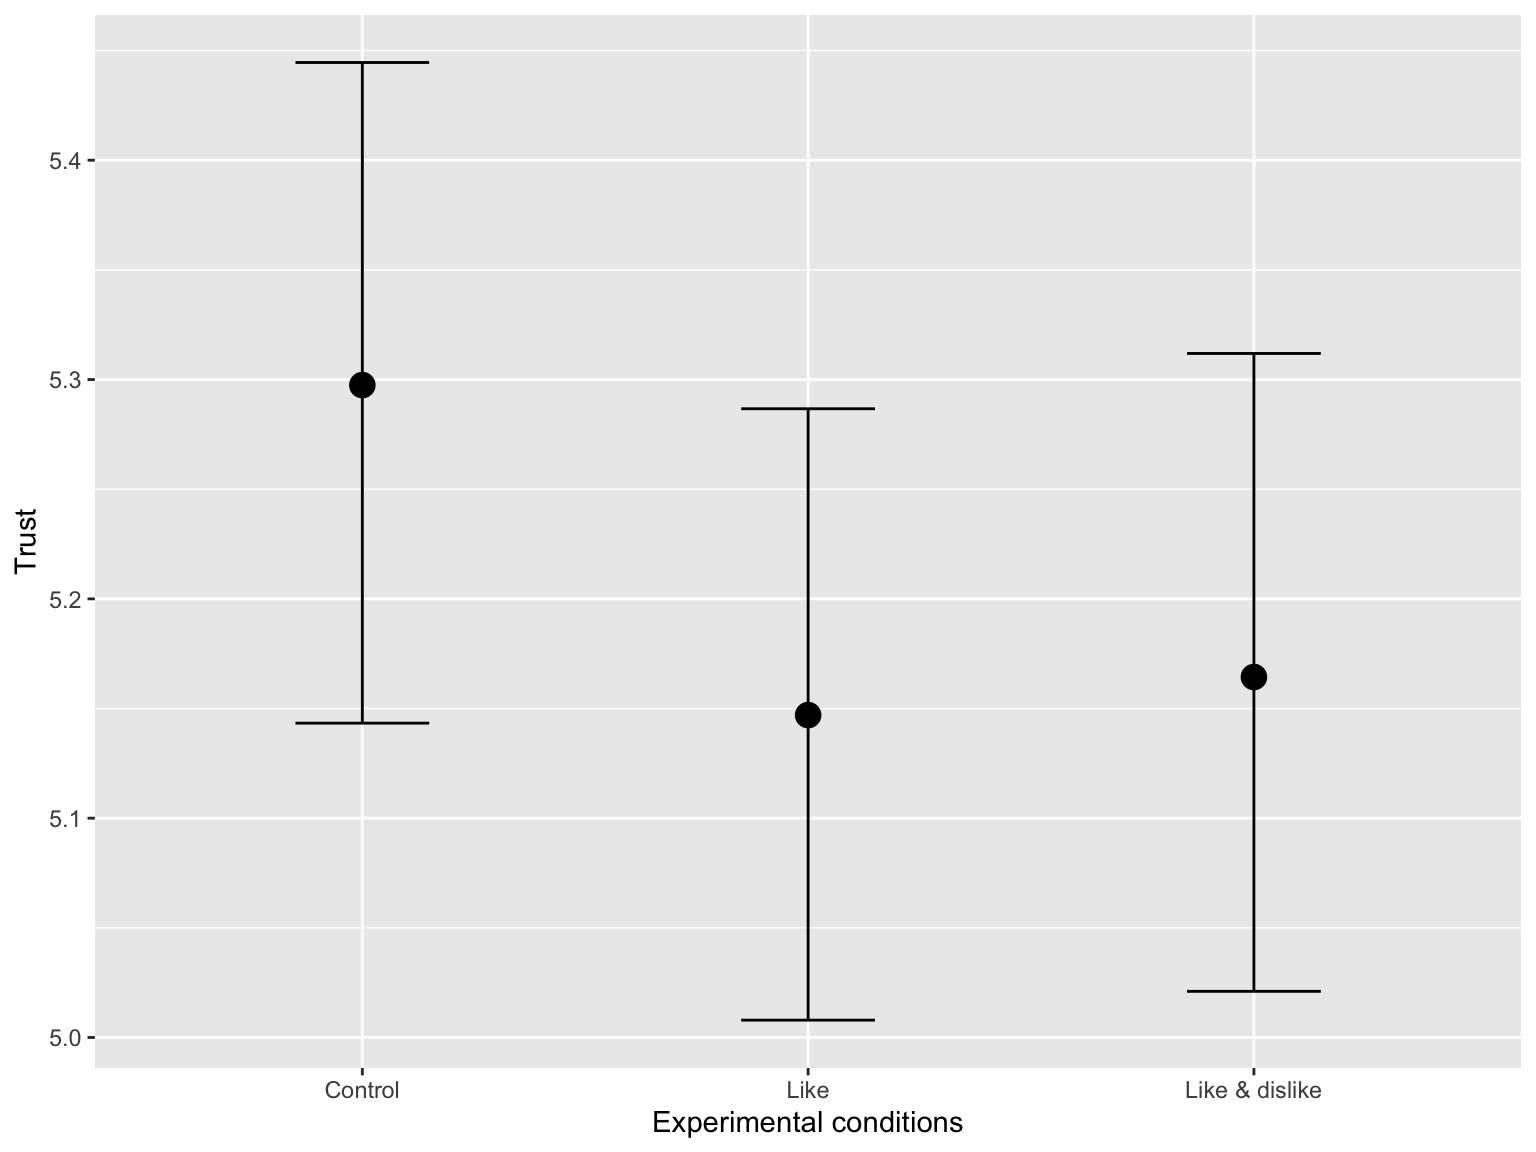 Trust
5.4
5.3
5.2
5.1
5.0
Control
Like
Like & dislike
Experimental conditions